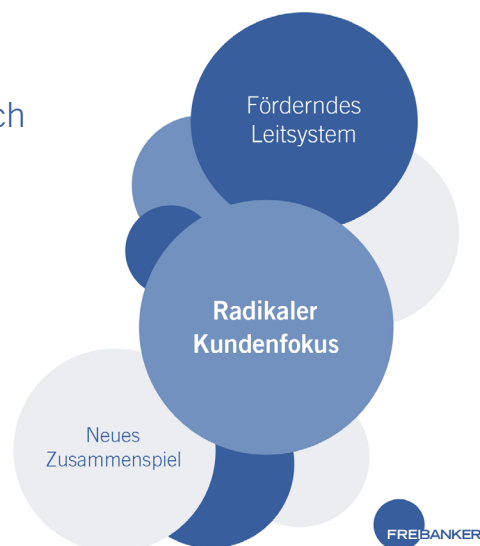 ch
Förderndes
Leitsystem
Radikaler
Kundenfokus
Neues
Zusammenspiel
FREIBANKER